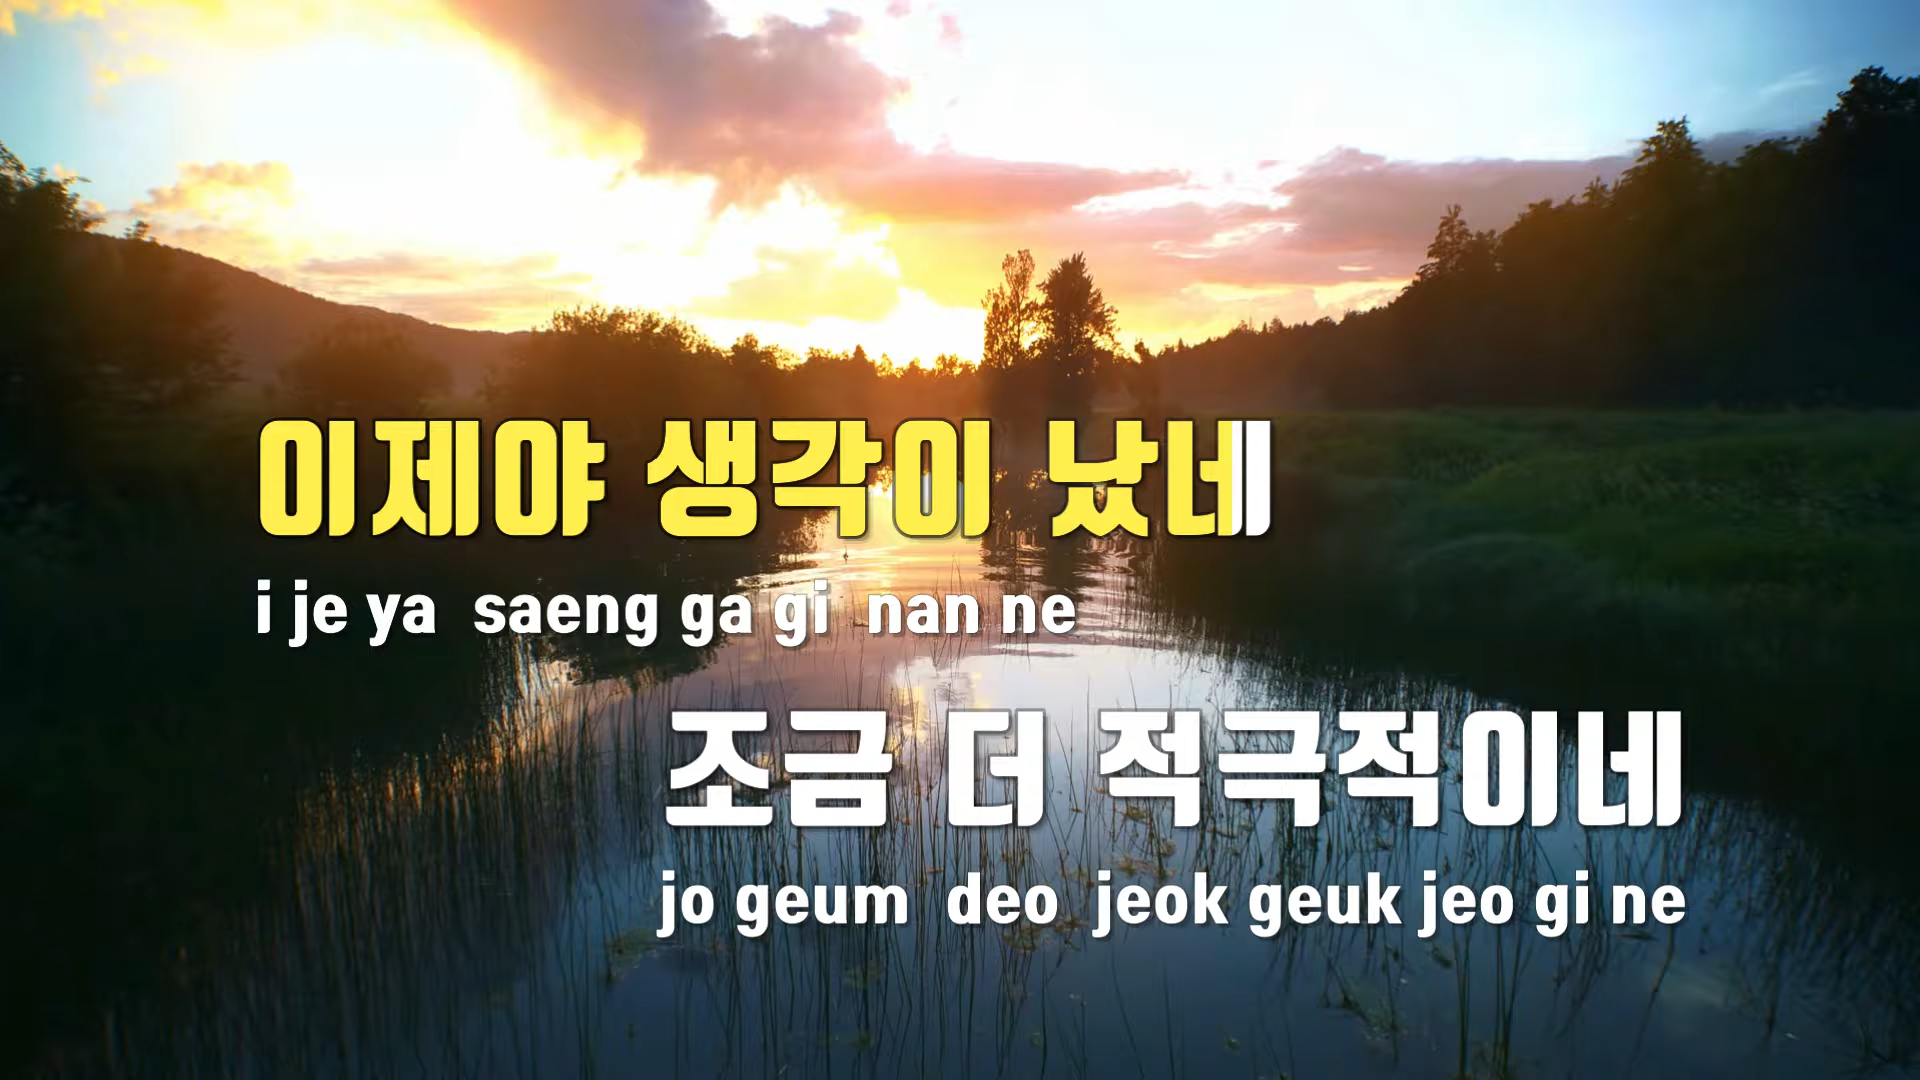 이제야 생각이 났네
i je ya saeng ga gi nan ne
조금 더 적극적이네
jo geum deo jeok geuk jeo gi ne